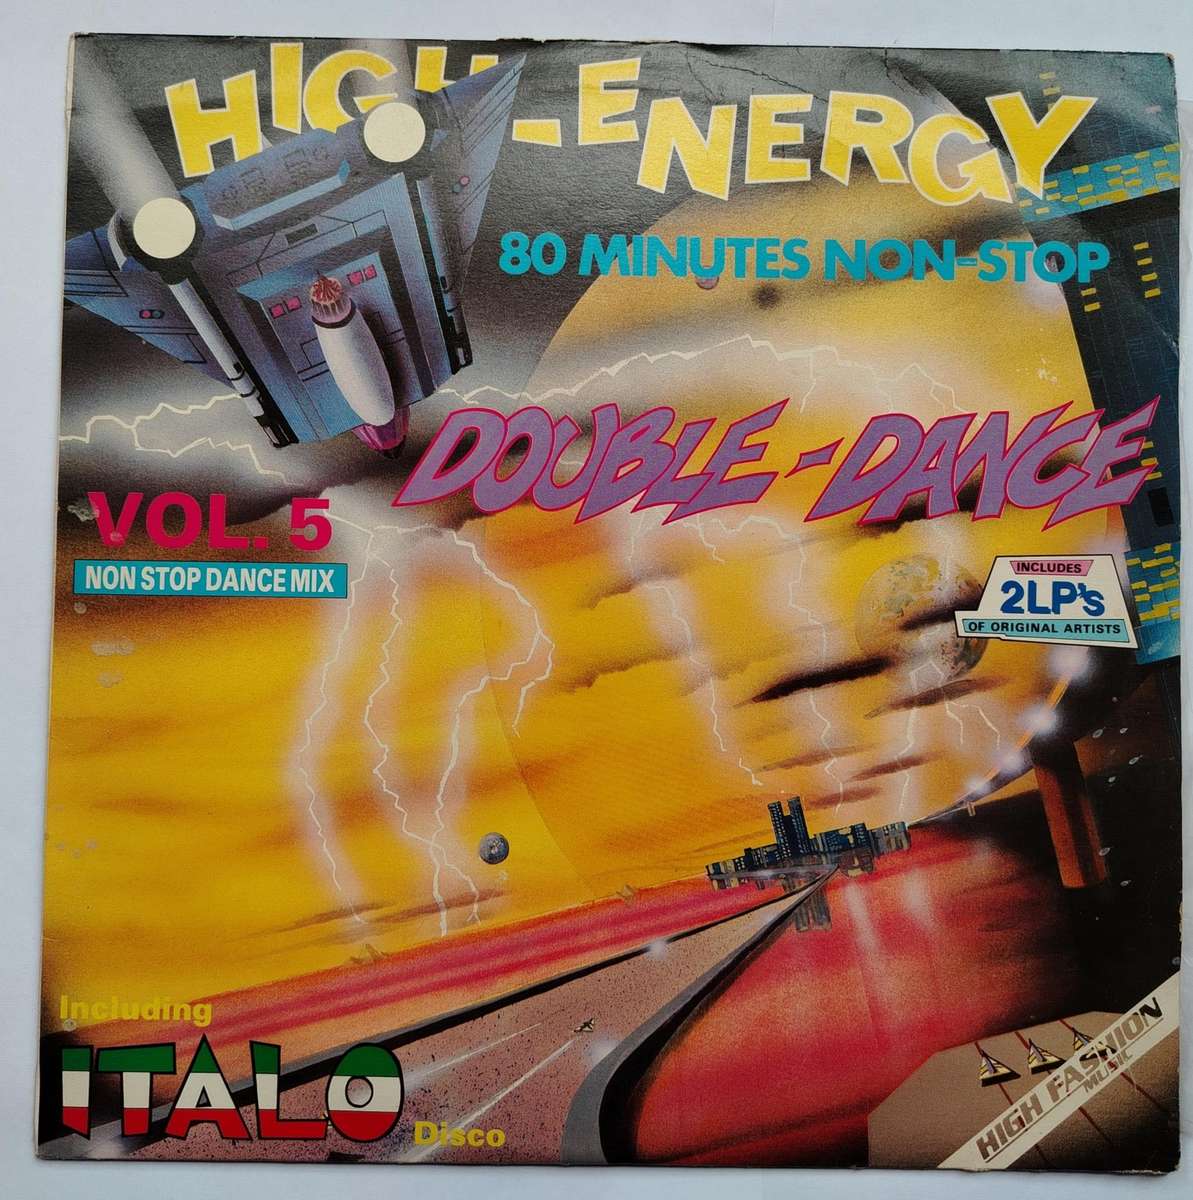 HIGH-ENERGY
80 MINUTES NON-STOP
DOUBLE-DANCE
VOL. 5
NON STOP DANCE MIX
INCLUDES
2LP's
OF ORIGINAL ARTISTS
Including
ITALO
Disco
HIGH FASHION
MUSIC